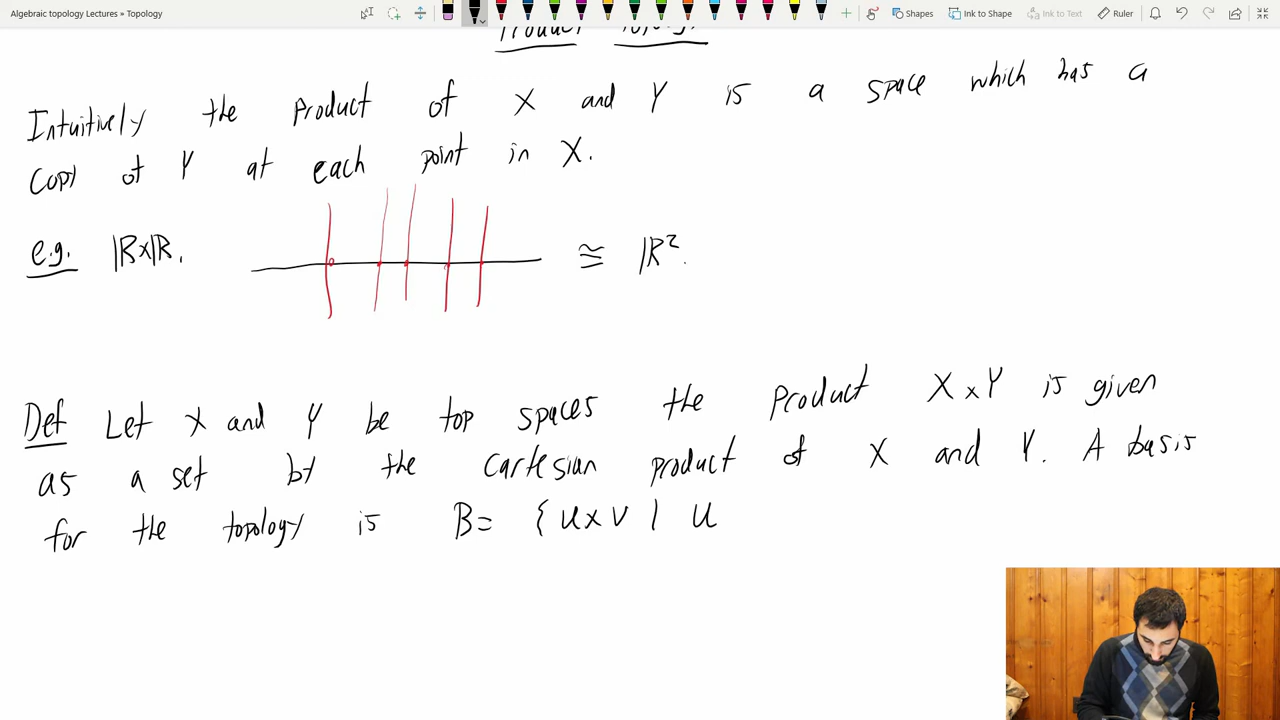 Algebraic topology Lectures » Topology
Shapes
Ink to Shape
Ink to Text
Ruler
Product Topology
Intuitively the product of X and Y is a space which has a
copy of Y at each point in X.
e.g. ℝ×ℝ. ≅ ℝ².
Def Let X and Y be top spaces the product X×Y is given
as a set by the cartesian product of X and Y. A basis
for the topology is B= { U×V | U